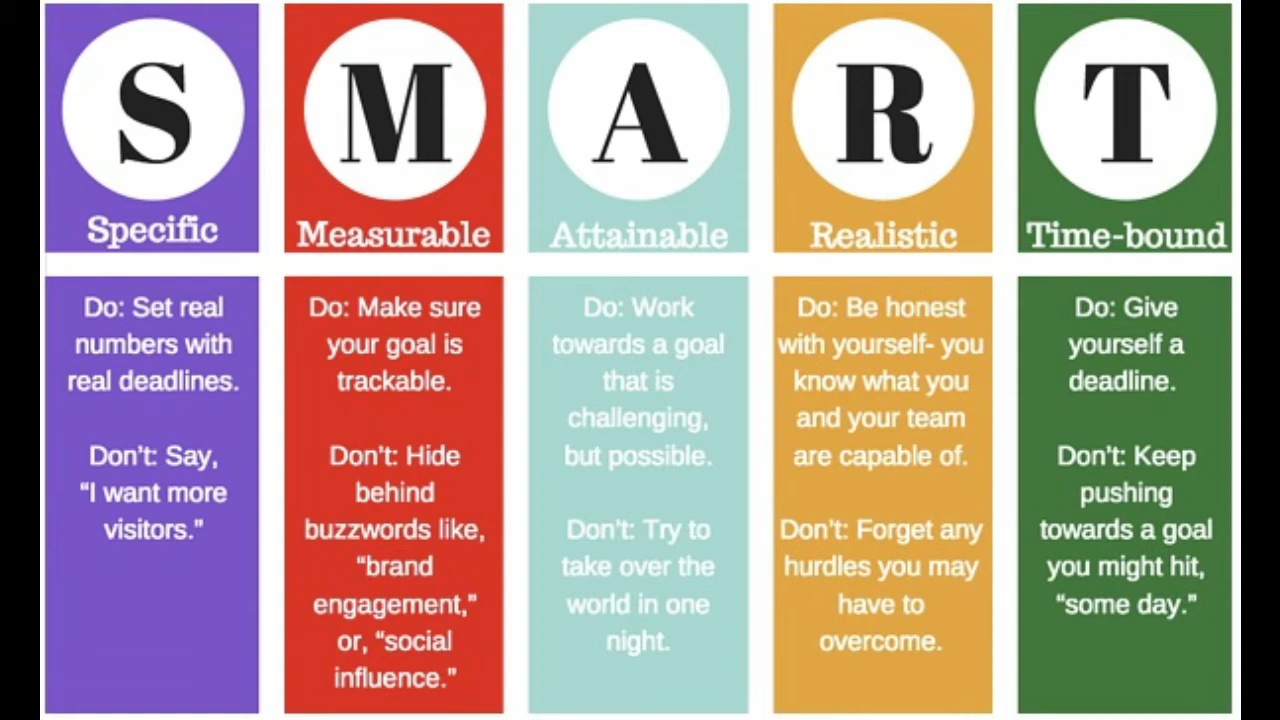 S
Specific
Do: Set real
numbers with
real deadlines.
Don't: Say,
“I want more
visitors.”
M
Measurable
Do: Make sure
your goal is
trackable.
Don't: Hide
behind
buzzwords like,
“brand
engagement,”
or, “social
influence.”
A
Attainable
Do: Work
towards a goal
that is
challenging,
but possible.
Don't: Try to
take over the
world in one
night.
R
Realistic
Do: Be honest
with yourself- you
know what you
and your team
are capable of.
Don't: Forget any
hurdles you may
have to
overcome.
T
Time-bound
Do: Give
yourself a
deadline.
Don't: Keep
pushing
towards a goal
you might hit,
“some day.”